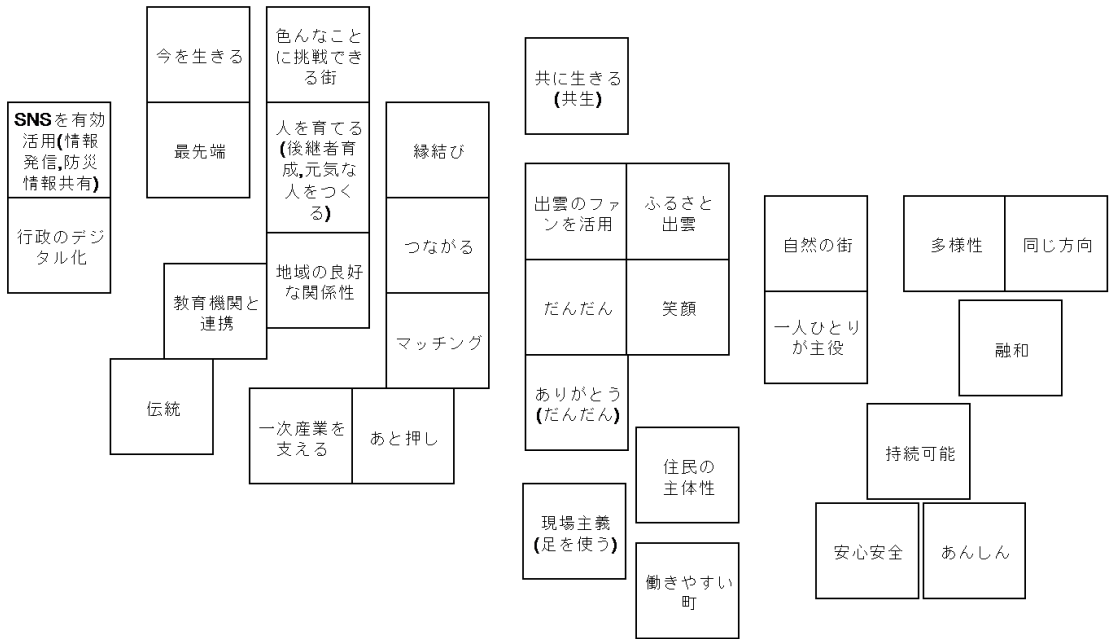 今を生きる
最先端
色んなこと
に挑戦でき
る街
人を育てる
(後継者育
成,元気な
人をつく
る)
地域の良好
な関係性
SNSを有効
活用(情報
発信,防災
情報共有)
行政のデジ
タル化
縁結び
つながる
マッチング
教育機関と
連携
伝統
一次産業を
支える
あと押し
共に生きる
(共生)
出雲のファ
ンを活用
ふるさと
出雲
だんだん
笑顔
ありがとう
(だんだん)
住民の
主体性
現場主義
(足を使う)
働きやすい
町
自然の街
一人ひとり
が主役
多様性
同じ方向
融和
持続可能
安心安全
あんしん